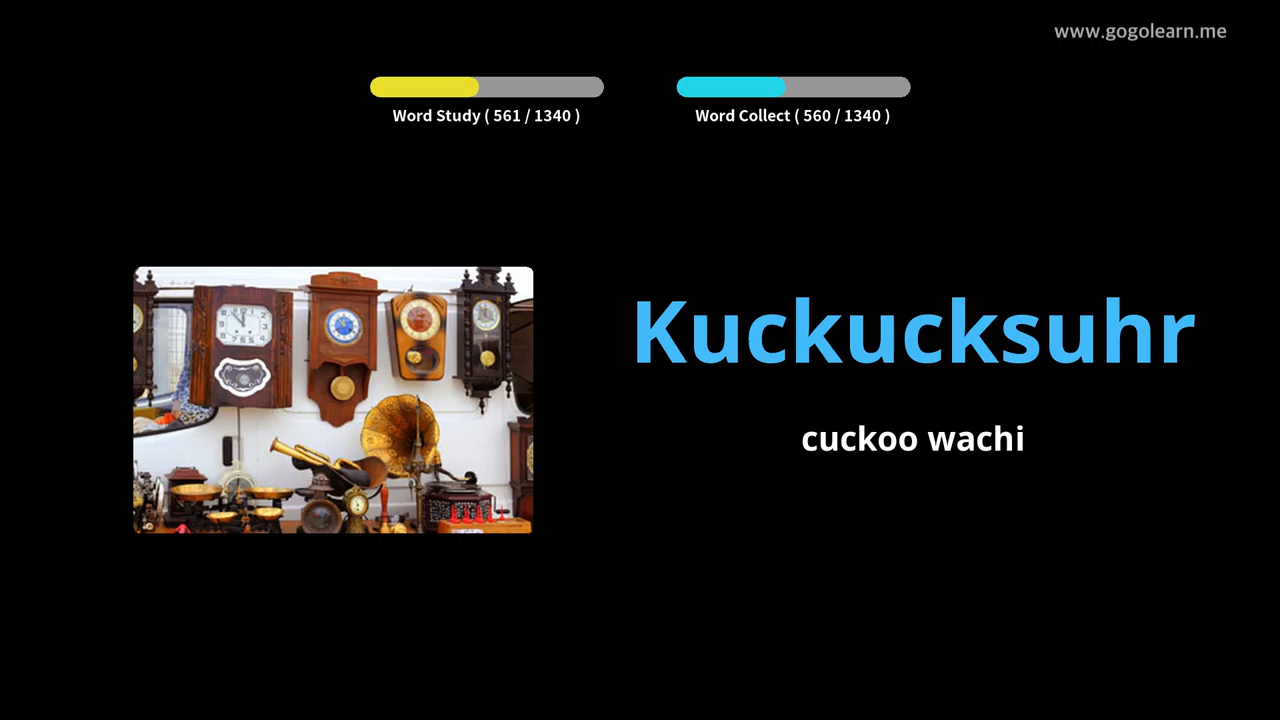 www.gogolearn.me
Word Study ( 561 / 1340 )
Word Collect ( 560 / 1340 )
Kuckucksuhr
cuckoo wachi